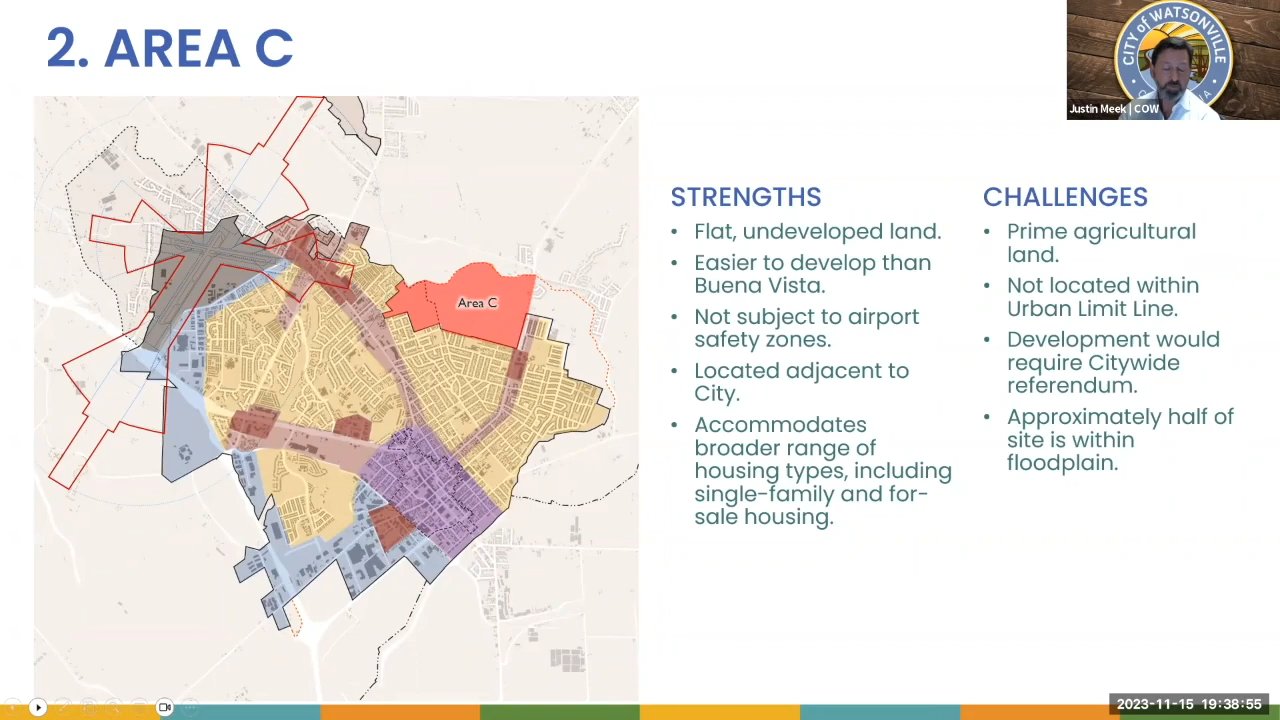 2. AREA C
CITY of WATSONVILLE
Justin Meek | COW
Area C
STRENGTHS
• Flat, undeveloped land.
• Easier to develop than
Buena Vista.
• Not subject to airport
safety zones.
• Located adjacent to
City.
• Accommodates
broader range of
housing types, including
single-family and for-
sale housing.
CHALLENGES
• Prime agricultural
land.
• Not located within
Urban Limit Line.
• Development would
require Citywide
referendum.
• Approximately half of
site is within
floodplain.
2023-11-15 19:38:55